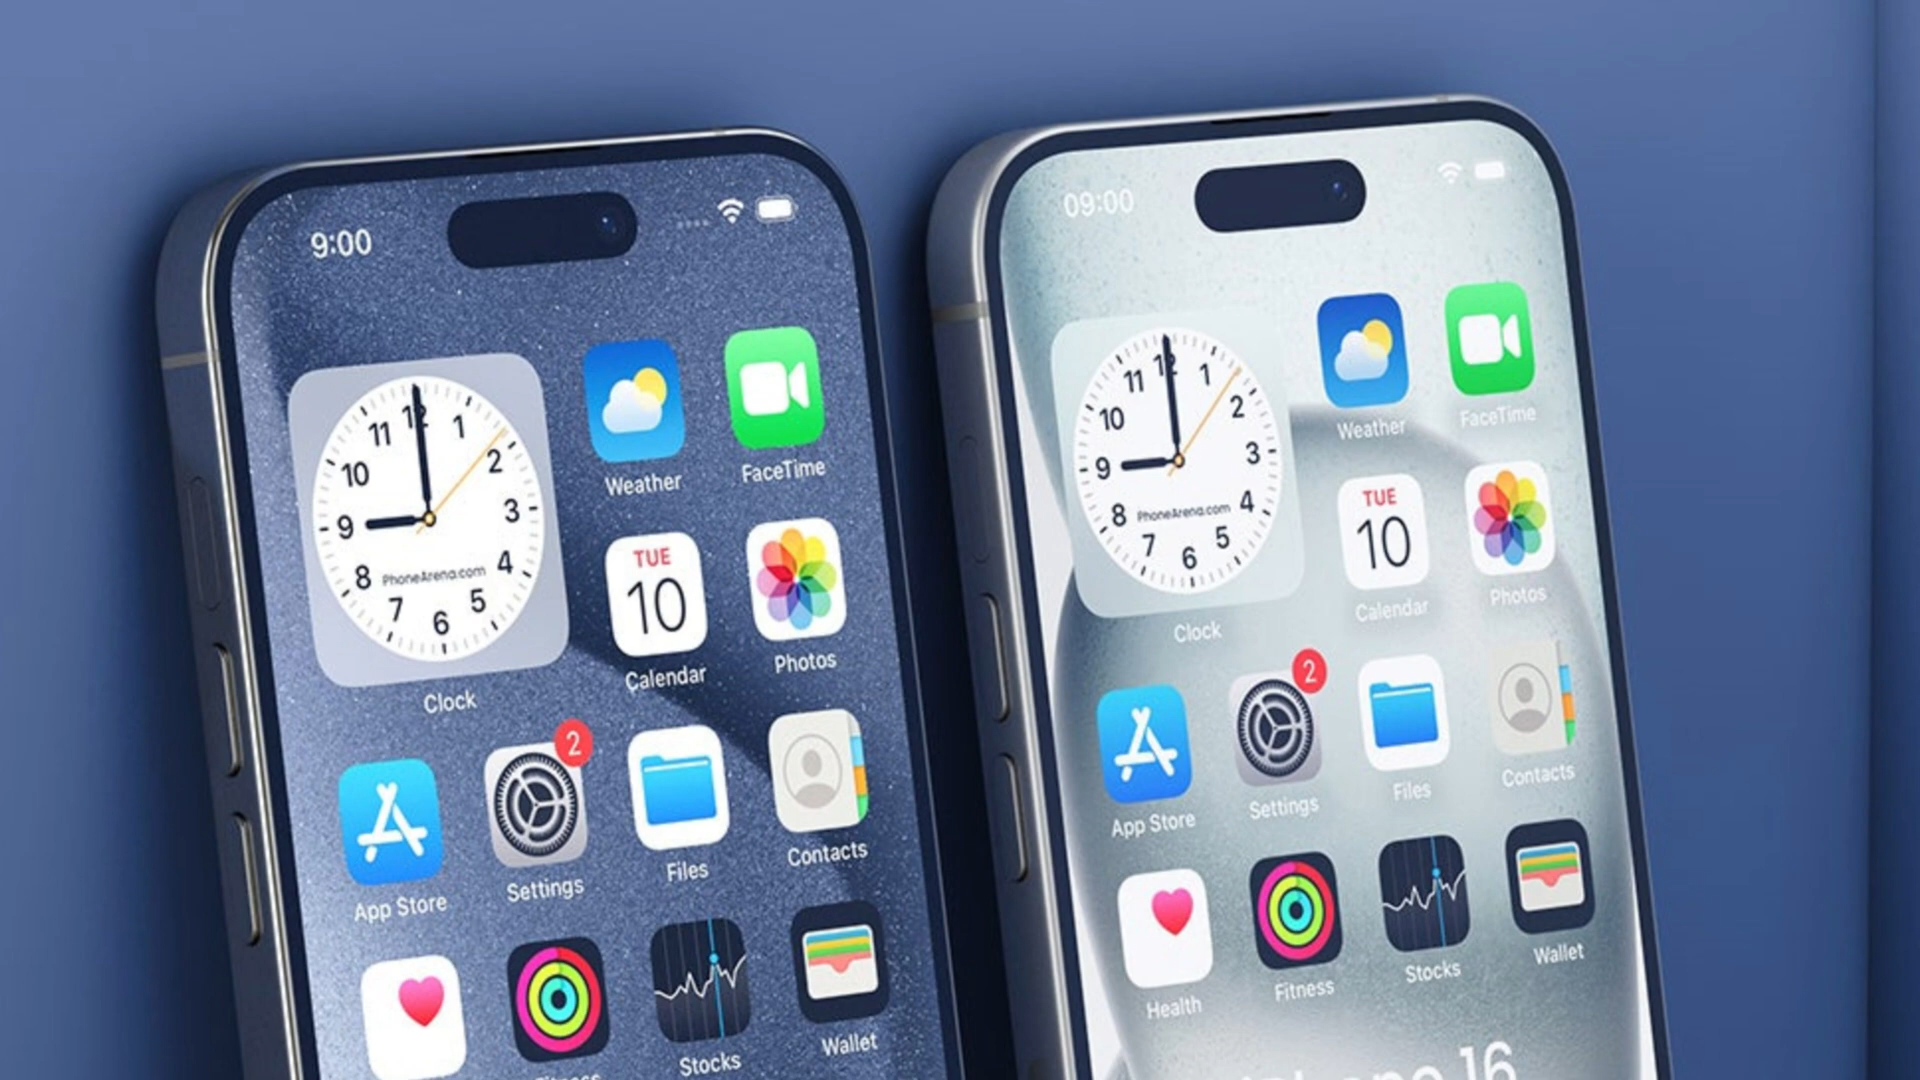 9:00
12
11
1
10
2
9
3
8
PhoneArena.com
4
7
5
6
Clock
Weather
FaceTime
TUE
10
Calendar
Photos
2
App Store
Settings
Files
Contacts
Stocks
Wallet
09:00
12
11
1
10
2
9
3
8
PhoneArena.com
4
7
5
6
Clock
Weather
FaceTime
TUE
10
Calendar
Photos
2
App Store
Settings
Files
Contacts
Health
Fitness
Stocks
Wallet
iPhone 16